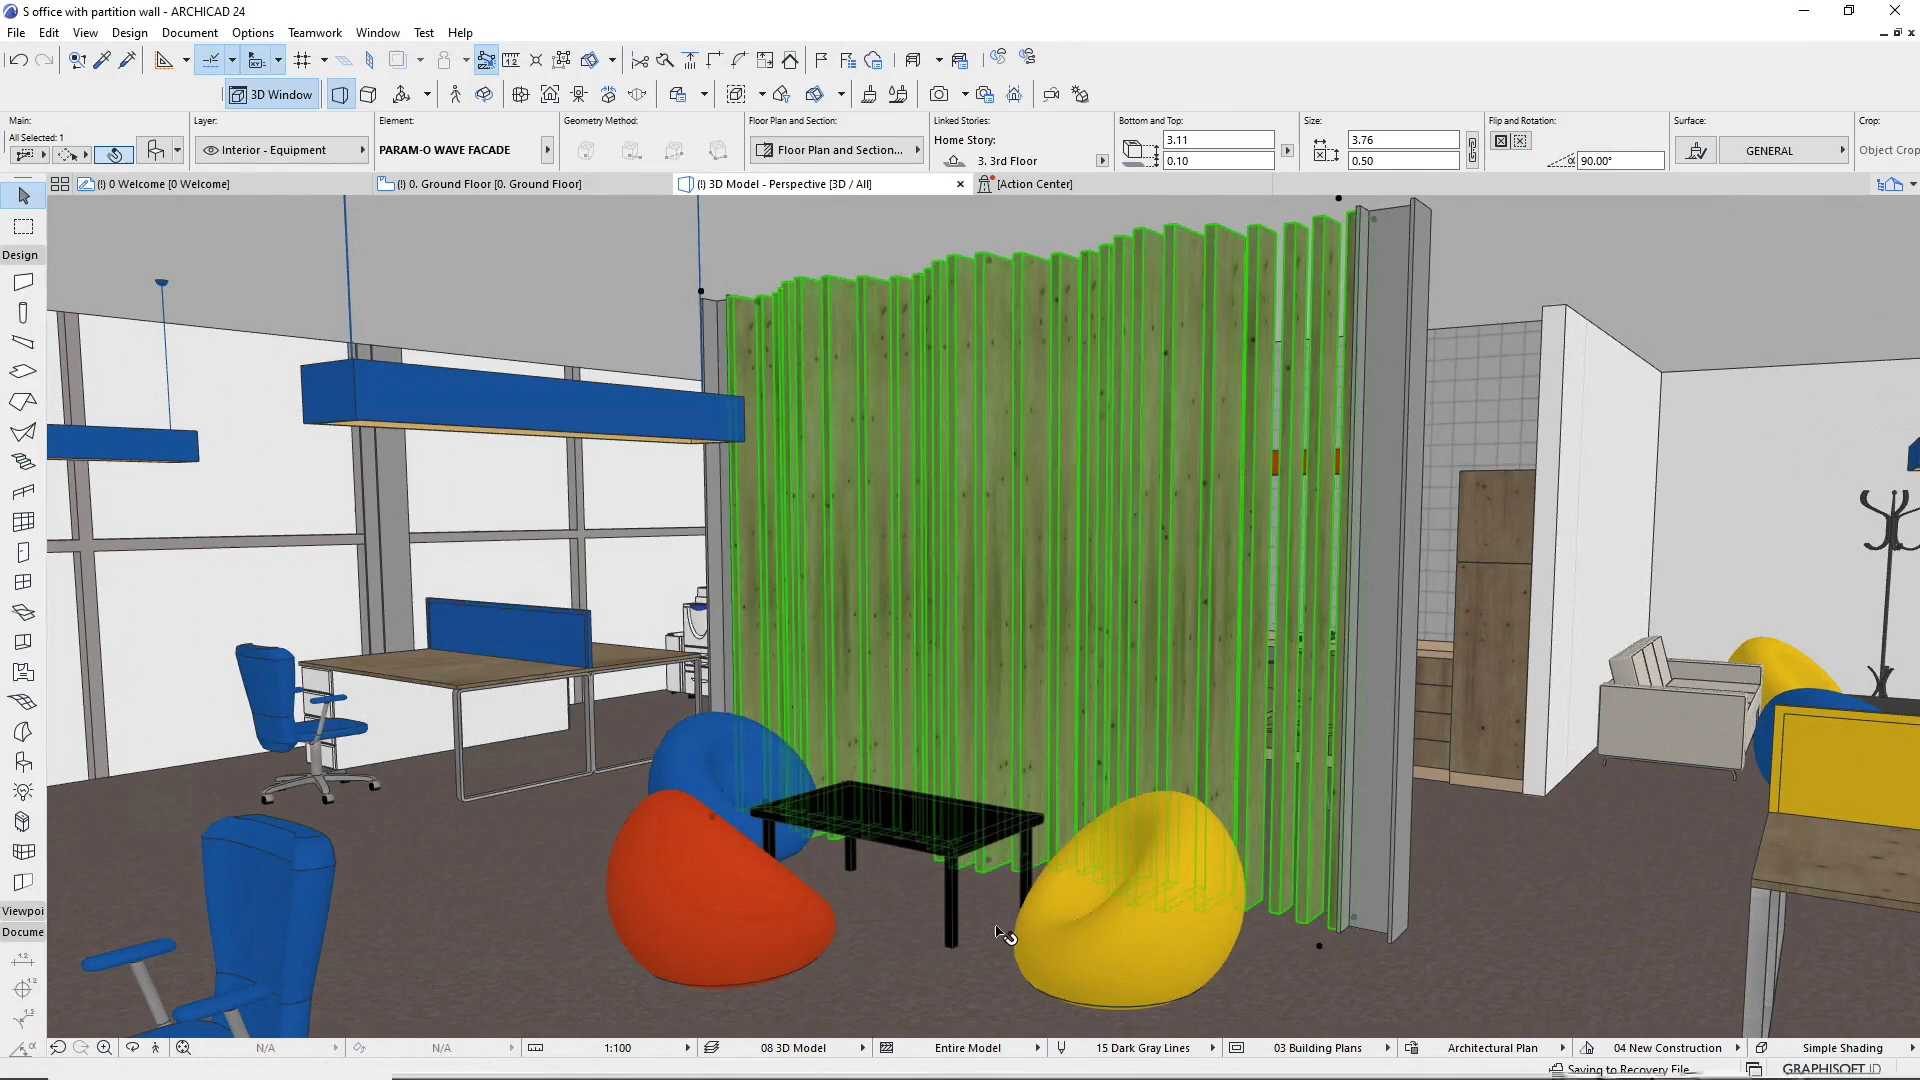 S office with partition wall - ARCHICAD 24
File Edit View Design Document Options Teamwork Window Test Help
3D Window
Main:
All Selected: 1
Layer:
Interior - Equipment
Element:
PARAM-O WAVE FACADE
Geometry Method:
Floor Plan and Section:
Floor Plan and Section...
Linked Stories:
Home Story:
3. 3rd Floor
Bottom and Top:
3.11
0.10
Size:
3.76
0.50
Flip and Rotation:
90.00°
Surface:
GENERAL
Crop:
Object Crop
(!) 0 Welcome [0 Welcome]
(!) 0. Ground Floor [0. Ground Floor]
(!) 3D Model - Perspective [3D / All]
[Action Center]
Design
Viewpoi
Docume
N/A
N/A
1:100
08 3D Model
Entire Model
15 Dark Gray Lines
03 Building Plans
Architectural Plan
04 New Construction
Simple Shading
Saving to Recovery File...
GRAPHISOFT ID